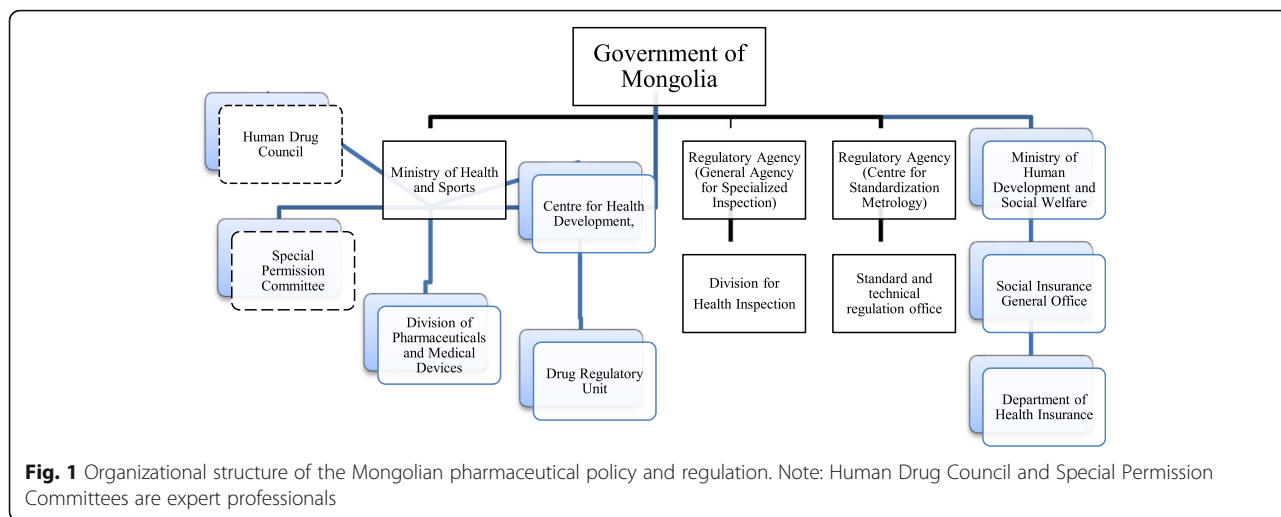 Government of
Mongolia
Human Drug
Council
Ministry of Health
and Sports
Centre for Health
Development,
Regulatory Agency
(General Agency
for Specialized
Inspection)
Regulatory Agency
(Centre for
Standardization
Metrology)
Ministry of
Human
Development and
Social Welfare
Special
Permission
Committee
Division of
Pharmaceuticals
and Medical
Devices
Drug Regulatory
Unit
Division for
Health Inspection
Standard and
technical
regulation office
Social Insurance
General Office
Department of
Health Insurance
Fig. 1 Organizational structure of the Mongolian pharmaceutical policy and regulation. Note: Human Drug Council and Special Permission
Committees are expert professionals